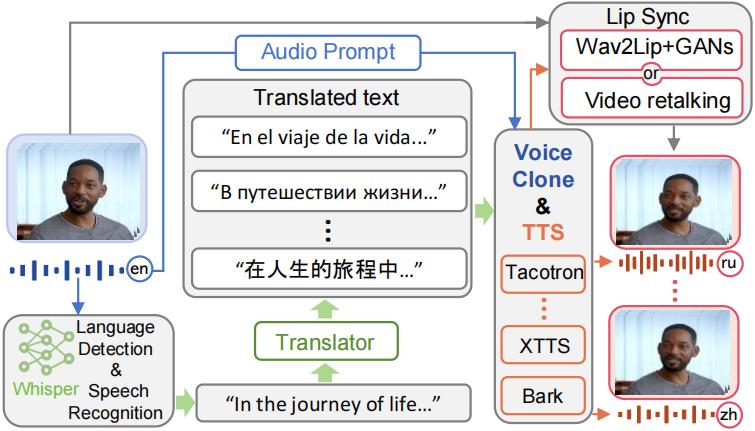 Lip Sync
Wav2Lip+GANs
or
Video retalking
Audio Prompt
Translated text
“En el viaje de la vida...”
“В путешествии жизни...”
“在人生的旅程中...”
Voice
Clone
&
TTS
Tacotron
XTTS
Bark
en
ru
zh
Translator
Whisper
Language
Detection
&
Speech
Recognition
“In the journey of life...”